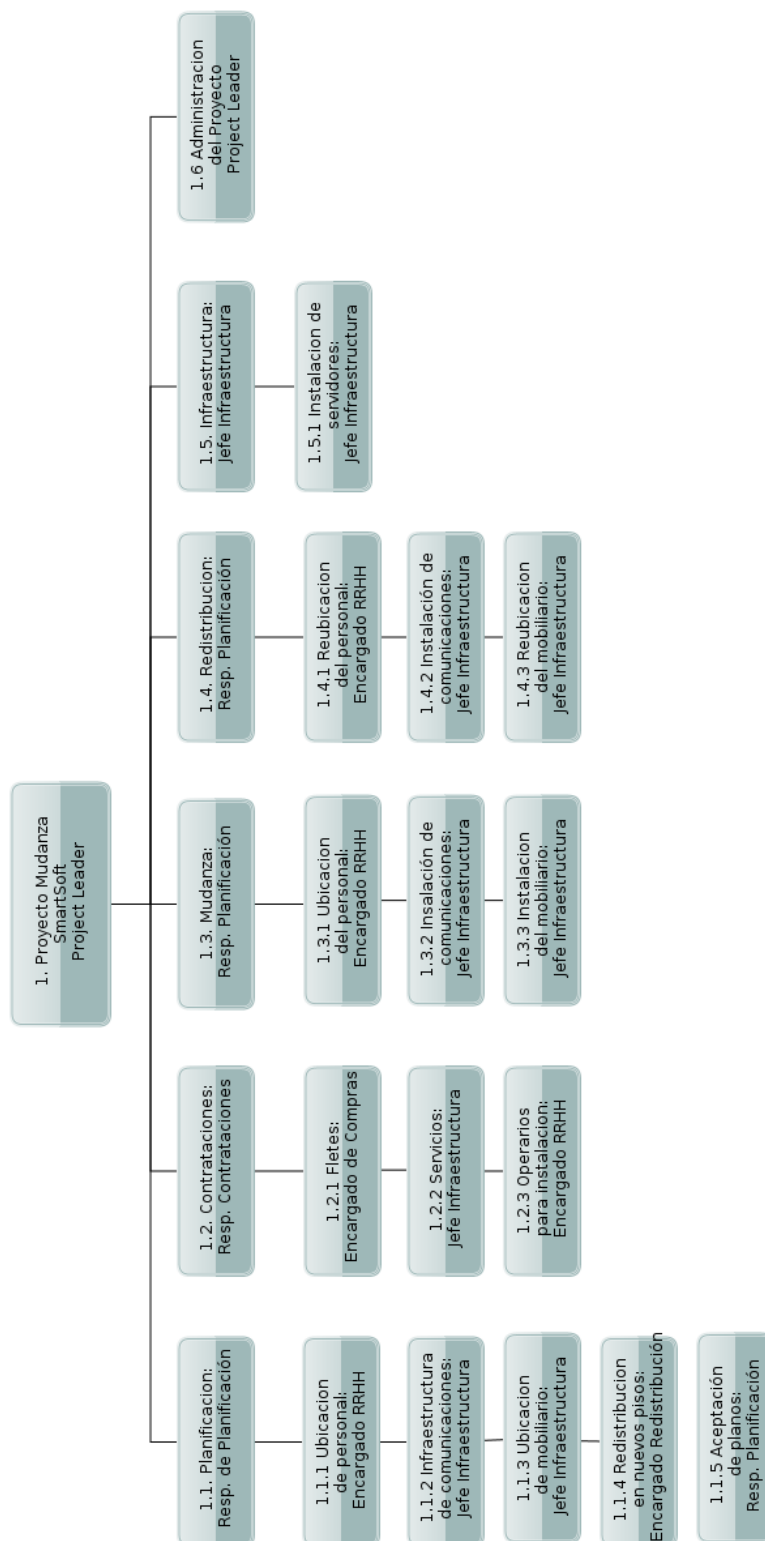 1. Proyecto Mudanza
SmartSoft
Project Leader
1.1. Planificacion:
Resp. de Planificación
1.1.1 Ubicacion
de personal:
Encargado RRHH
1.1.2 Infraestructura
de comunicaciones:
Jefe Infraestructura
1.1.3 Ubicacion
de mobiliario:
Jefe Infraestructura
1.1.4 Redistribucion
en nuevos pisos:
Encargado Redistribución
1.1.5 Aceptación
de planos:
Resp. Planificación
1.2. Contrataciones:
Resp. Contrataciones
1.2.1 Fletes:
Encargado de Compras
1.2.2 Servicios:
Jefe Infraestructura
1.2.3 Operarios
para instalacion:
Encargado RRHH
1.3. Mudanza:
Resp. Planificación
1.3.1 Ubicacion
del personal:
Encargado RRHH
1.3.2 Insalación de
comunicaciones:
Jefe Infraestructura
1.3.3 Instalacion
del mobiliario:
Jefe Infraestructura
1.4. Redistribucion:
Resp. Planificación
1.4.1 Reubicacion
del personal:
Encargado RRHH
1.4.2 Instalación de
comunicaciones:
Jefe Infraestructura
1.4.3 Reubicacion
del mobiliario:
Jefe Infraestructura
1.5. Infraestructura:
Jefe Infraestructura
1.5.1 Instalacion de
servidores:
Jefe Infraestructura
1.6 Administracion
del Proyecto
Project Leader